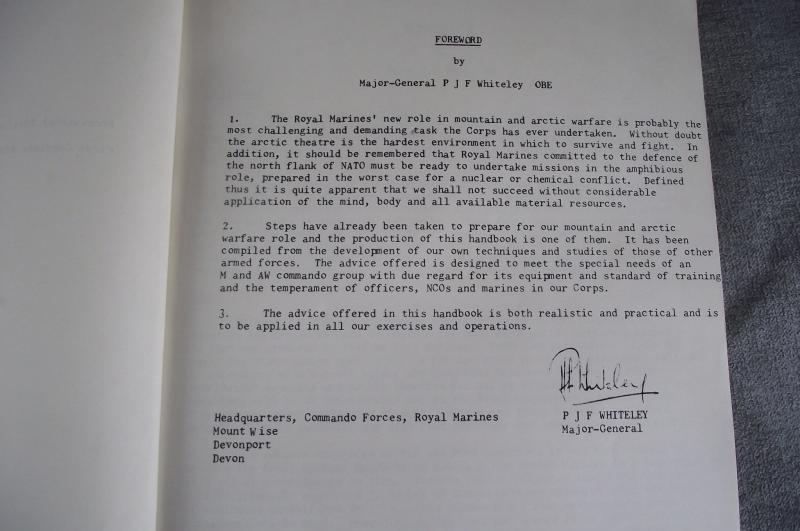 FOREWORD
by
Major-General P J F Whiteley OBE
1. The Royal Marines' new role in mountain and arctic warfare is probably the
most challenging and demanding task the Corps has ever undertaken. Without doubt
the arctic theatre is the hardest environment in which to survive and fight. In
addition, it should be remembered that Royal Marines committed to the defence of
the north flank of NATO must be ready to undertake missions in the amphibious
role, prepared in the worst case for a nuclear or chemical conflict. Defined
thus it is quite apparent that we shall not succeed without considerable
application of the mind, body and all available material resources.
2. Steps have already been taken to prepare for our mountain and arctic
warfare role and the production of this handbook is one of them. It has been
compiled from the development of our own techniques and studies of those of other
armed forces. The advice offered is designed to meet the special needs of an
M and AW commando group with due regard for its equipment and standard of training
and the temperament of officers, NCOs and marines in our Corps.
3. The advice offered in this handbook is both realistic and practical and is
to be applied in all our exercises and operations.
P J F Whiteley
P J F WHITELEY
Major-General
Headquarters, Commando Forces, Royal Marines
Mount Wise
Devonport
Devon